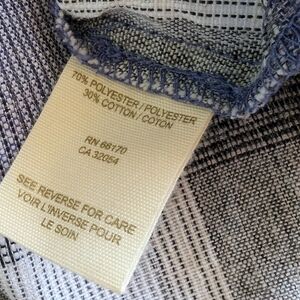 70% POLYESTER / POLYESTER
30% COTTON / COTON
RN 66170
CA 32054
SEE REVERSE FOR CARE
VOIR L'INVERSE POUR
LE SOIN